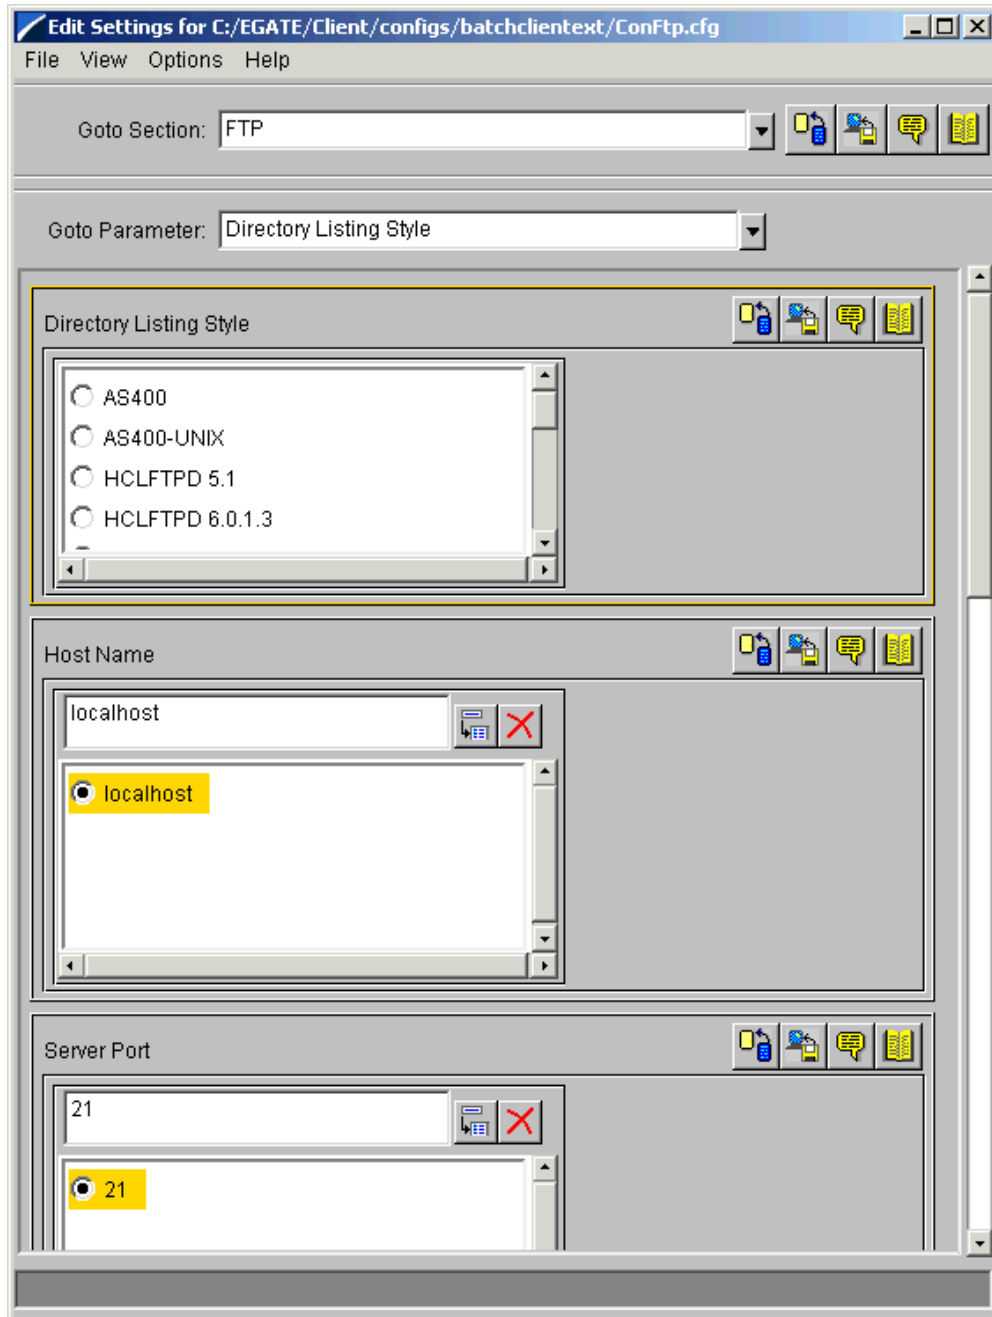 Edit Settings for C:/EGATE/Client/configs/batchclientext/ConFtp.cfg
File View Options Help
Goto Section: FTP
Goto Parameter: Directory Listing Style
Directory Listing Style
AS400
AS400-UNIX
HCLFTPD 5.1
HCLFTPD 6.0.1.3
Host Name
localhost
localhost
Server Port
21
21